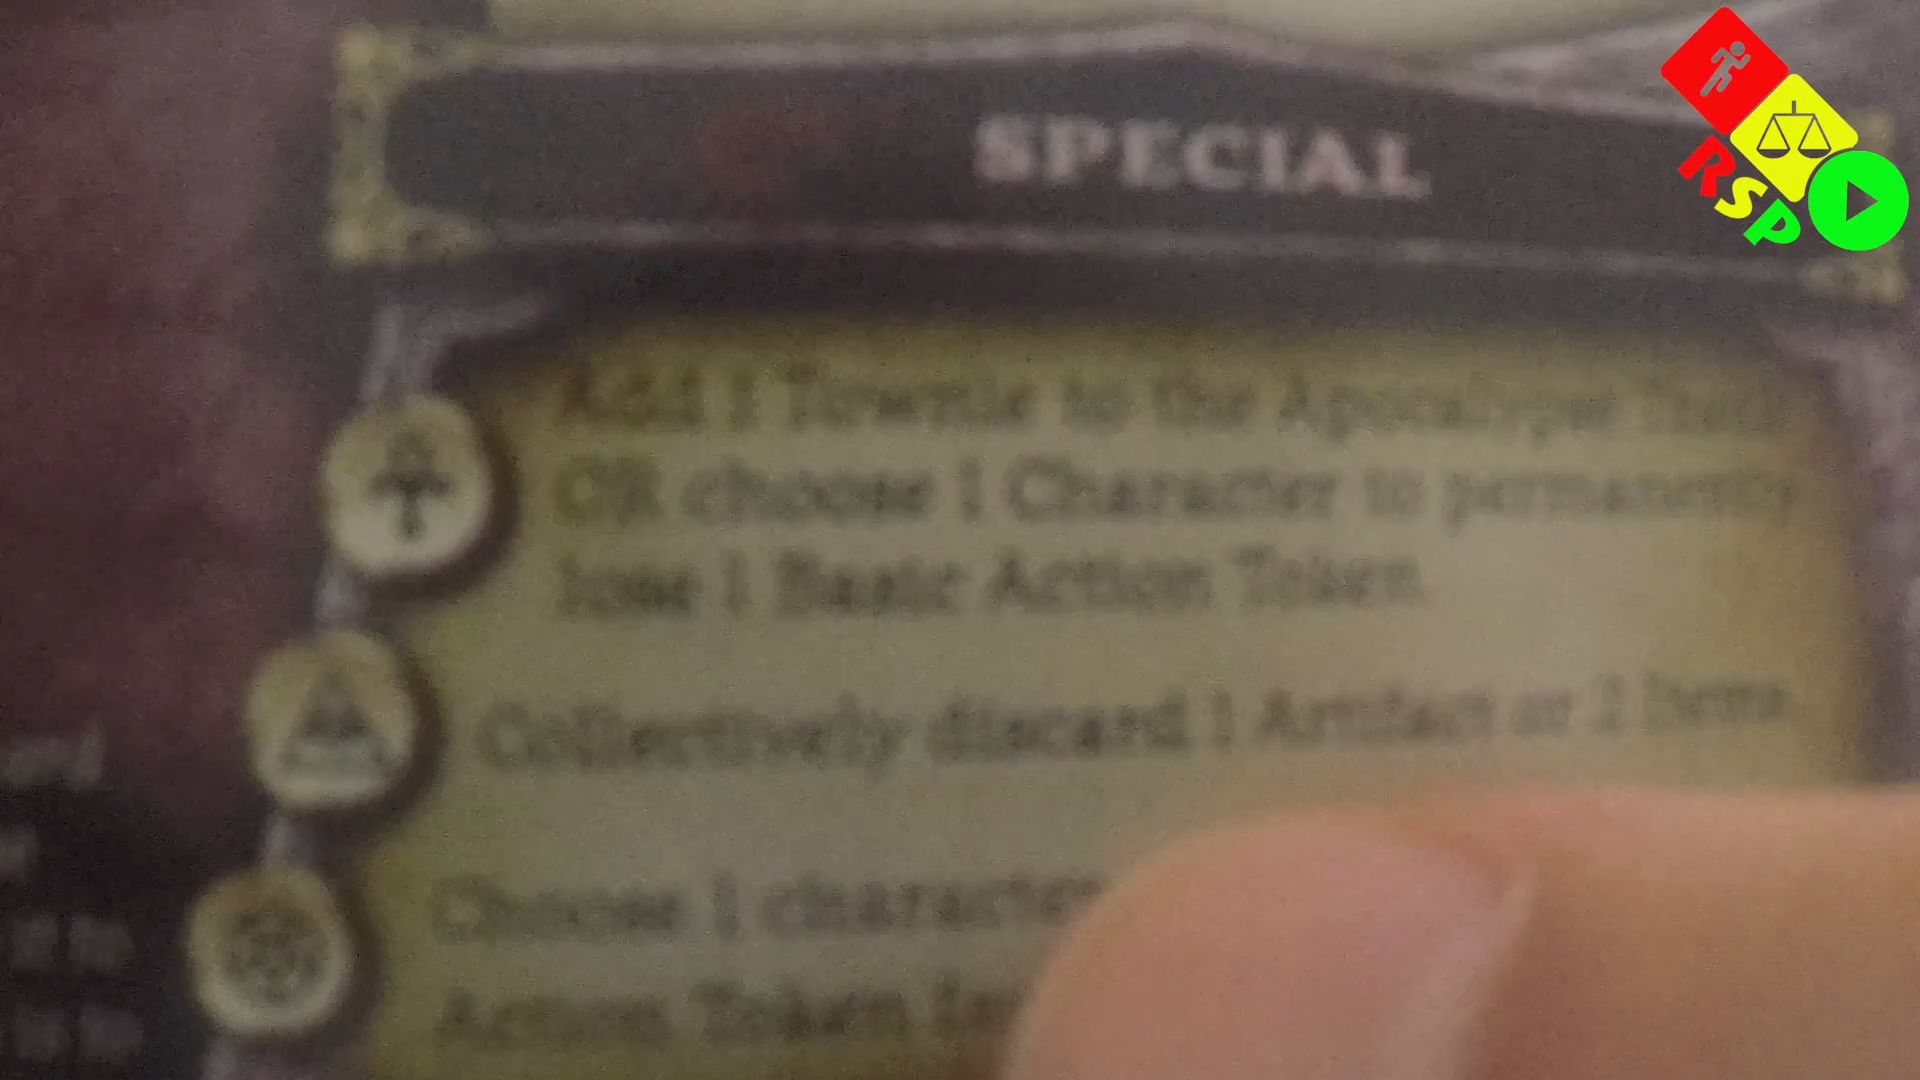 RSP
SPECIAL
Add 1 Townie to the Apocalypse
OR choose 1 Character to permanently
lose 1 Basic Action Token.
Collectively discard 1 Artifact or 2 Items
Choose 1 character
Action Token